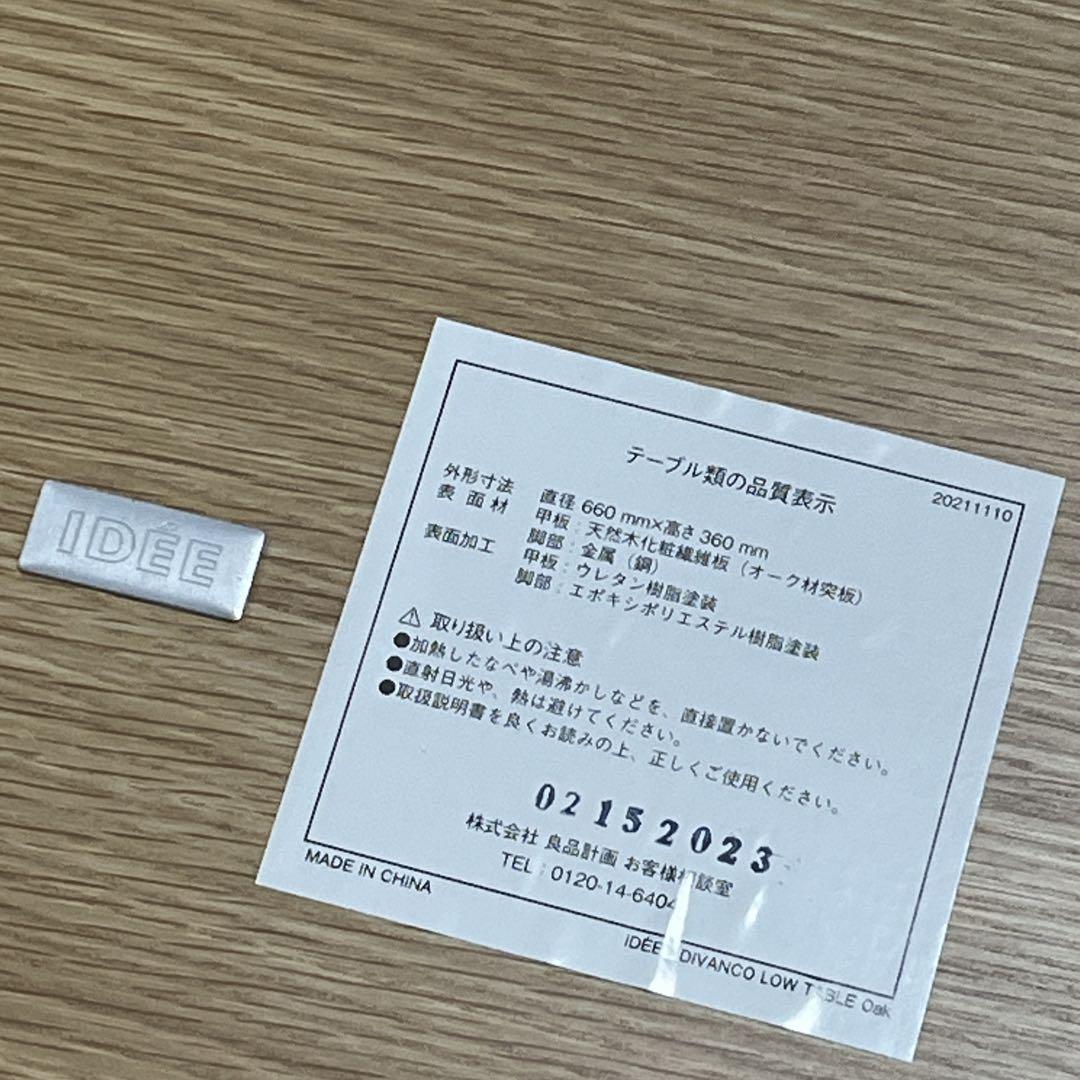 IDÉE
テーブル類の品質表示
20211110
外形寸法 直径 660 mm×高さ 360 mm
表面材 甲板：天然木化粧繊維板（オーク材突板）
脚部：金属（鋼）
表面加工 甲板：ウレタン樹脂塗装
脚部：エポキシポリエステル樹脂塗装
⚠ 取り扱い上の注意
●加熱したなべや湯沸かしなどを、直接置かないでください。
●直射日光や、熱は避けてください。
●取扱説明書を良くお読みの上、正しくご使用ください。
02152023
株式会社 良品計画 お客様相談室
TEL：0120-14-6404
MADE IN CHINA
IDÉE DIVANCO LOW TABLE Oak